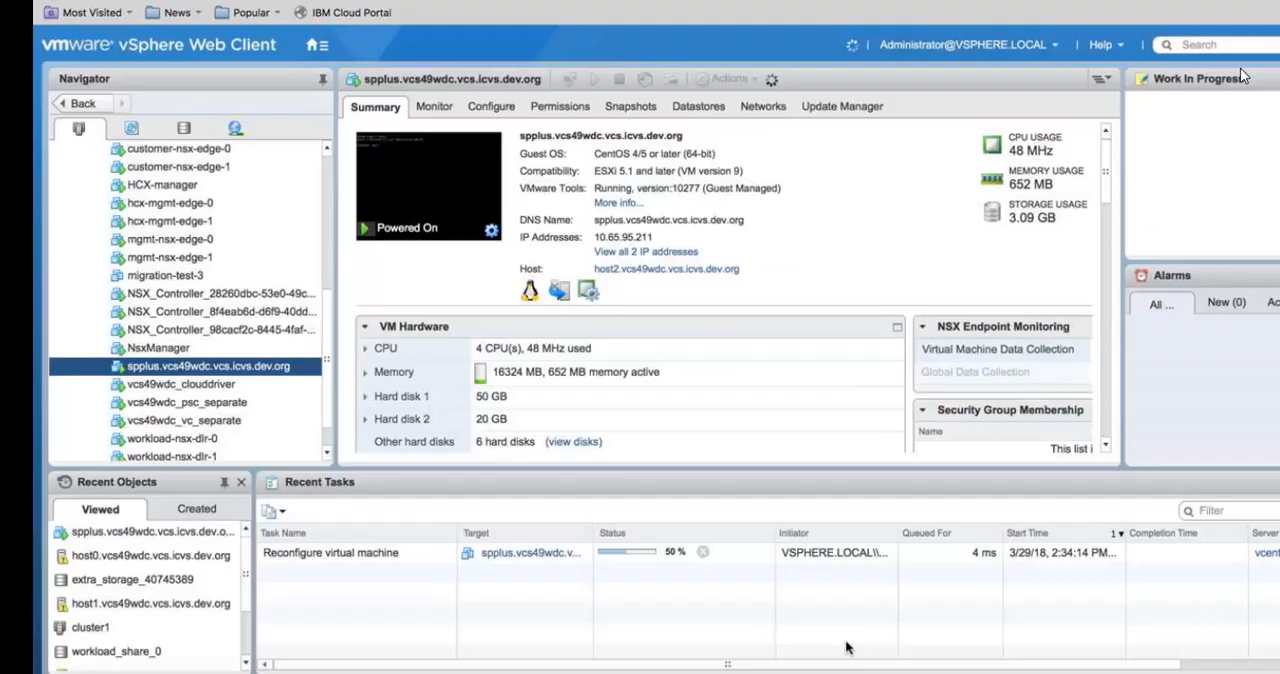 Most Visited News Popular IBM Cloud Portal
vmware vSphere Web Client
Administrator@VSPHERE.LOCAL | Help | Search
Navigator
Back
customer-nsx-edge-0
customer-nsx-edge-1
HCX-manager
hcx-mgmt-edge-0
hcx-mgmt-edge-1
mgmt-nsx-edge-0
mgmt-nsx-edge-1
migration-test-3
NSX_Controller_28260dbc-53e0-49c...
NSX_Controller_8f4eab6d-d6f9-40dd...
NSX_Controller_98cacf2c-8445-4faf-...
NsxManager
spplus.vcs49wdc.vcs.icvs.dev.org
vcs49wdc_clouddriver
vcs49wdc_psc_separate
vcs49wdc_vc_separate
workload-nsx-dlr-0
workload-nsx-dlr-1
spplus.vcs49wdc.vcs.icvs.dev.org Actions
Summary Monitor Configure Permissions Snapshots Datastores Networks Update Manager
Powered On
spplus.vcs49wdc.vcs.icvs.dev.org
Guest OS: CentOS 4/5 or later (64-bit)
Compatibility: ESXi 5.1 and later (VM version 9)
VMware Tools: Running, version:10277 (Guest Managed)
More info...
DNS Name: spplus.vcs49wdc.vcs.icvs.dev.org
IP Addresses: 10.65.95.211
View all 2 IP addresses
Host: host2.vcs49wdc.vcs.icvs.dev.org
CPU USAGE
48 MHz
MEMORY USAGE
652 MB
STORAGE USAGE
3.09 GB
VM Hardware
CPU 4 CPU(s), 48 MHz used
Memory 16324 MB, 652 MB memory active
Hard disk 1 50 GB
Hard disk 2 20 GB
Other hard disks 6 hard disks (view disks)
NSX Endpoint Monitoring
Virtual Machine Data Collection
Global Data Collection
Security Group Membership
Name
This list i
Work In Progress
Alarms
All ... New (0) Ac
Recent Objects
Viewed Created
spplus.vcs49wdc.vcs.icvs.dev.o...
host0.vcs49wdc.vcs.icvs.dev.org
extra_storage_40745389
host1.vcs49wdc.vcs.icvs.dev.org
cluster1
workload_share_0
Recent Tasks
Filter
Task Name Target Status Initiator Queued For Start Time 1 Completion Time Server
Reconfigure virtual machine spplus.vcs49wdc.v... 50 % VSPHERE.LOCAL\\... 4 ms 3/29/18, 2:34:14 PM... vcent